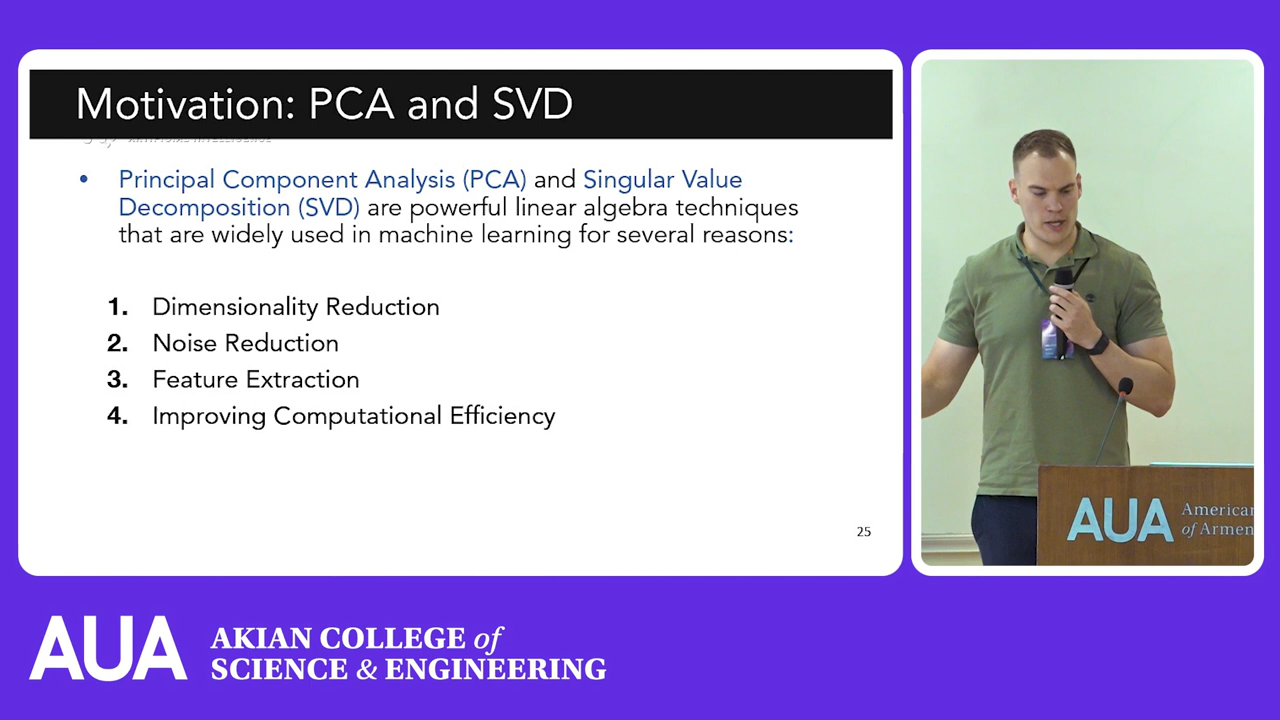 Motivation: PCA and SVD
• Principal Component Analysis (PCA) and Singular Value
Decomposition (SVD) are powerful linear algebra techniques
that are widely used in machine learning for several reasons:
1. Dimensionality Reduction
2. Noise Reduction
3. Feature Extraction
4. Improving Computational Efficiency
25
AUA
of
AUA
AKIAN COLLEGE of
SCIENCE & ENGINEERING